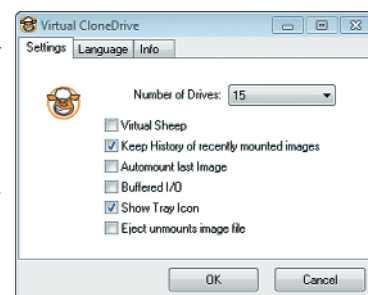 Virtual CloneDrive
Settings Language Info
Number of Drives: 15
Virtual Sheep
Keep History of recently mounted images
Automount last Image
Buffered I/O
Show Tray Icon
Eject unmounts image file
OK Cancel